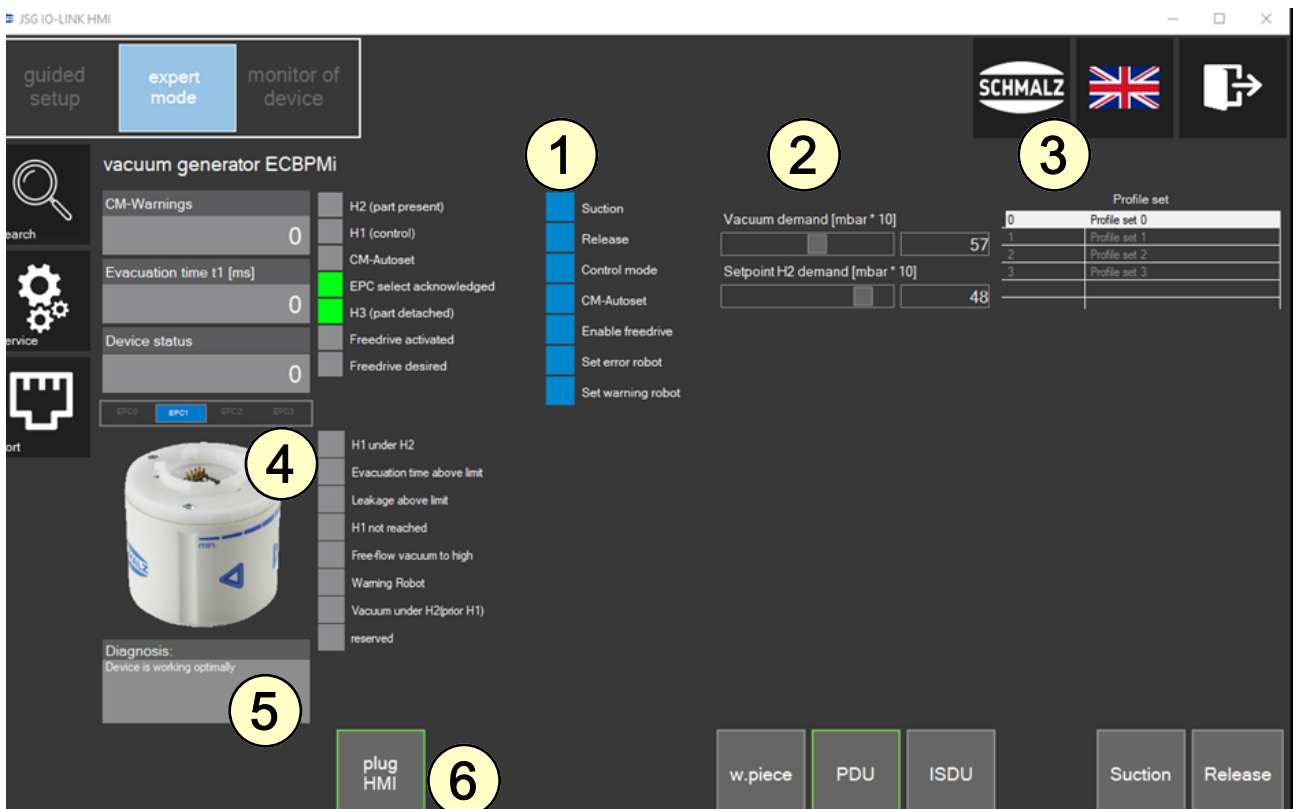 JSG IO-LINK HMI
guided
setup
expert
mode
monitor of
device
SCHMALZ
1
2
3
vacuum generator ECBPMi
earch
ervice
ort
CM-Warnings
0
Evacuation time t1 [ms]
0
Device status
0
EPC0 EPC1 EPC2 EPC3
H2 (part present)
H1 (control)
CM-Autoset
EPC select acknowledged
H3 (part detached)
Freedrive activated
Freedrive desired
Suction
Release
Control mode
CM-Autoset
Enable freedrive
Set error robot
Set warning robot
Vacuum demand [mbar * 10]
57
Setpoint H2 demand [mbar * 10]
48
Profile set
0 Profile set 0
1 Profile set 1
2 Profile set 2
3 Profile set 3
4
H1 under H2
Evacuation time above limit
Leakage above limit
H1 not reached
Free-flow vacuum to high
Warning Robot
Vacuum under H2(prior H1)
reserved
min.
Diagnosis:
Device is working optimally
5
plug
HMI
6
w.piece
PDU
ISDU
Suction
Release